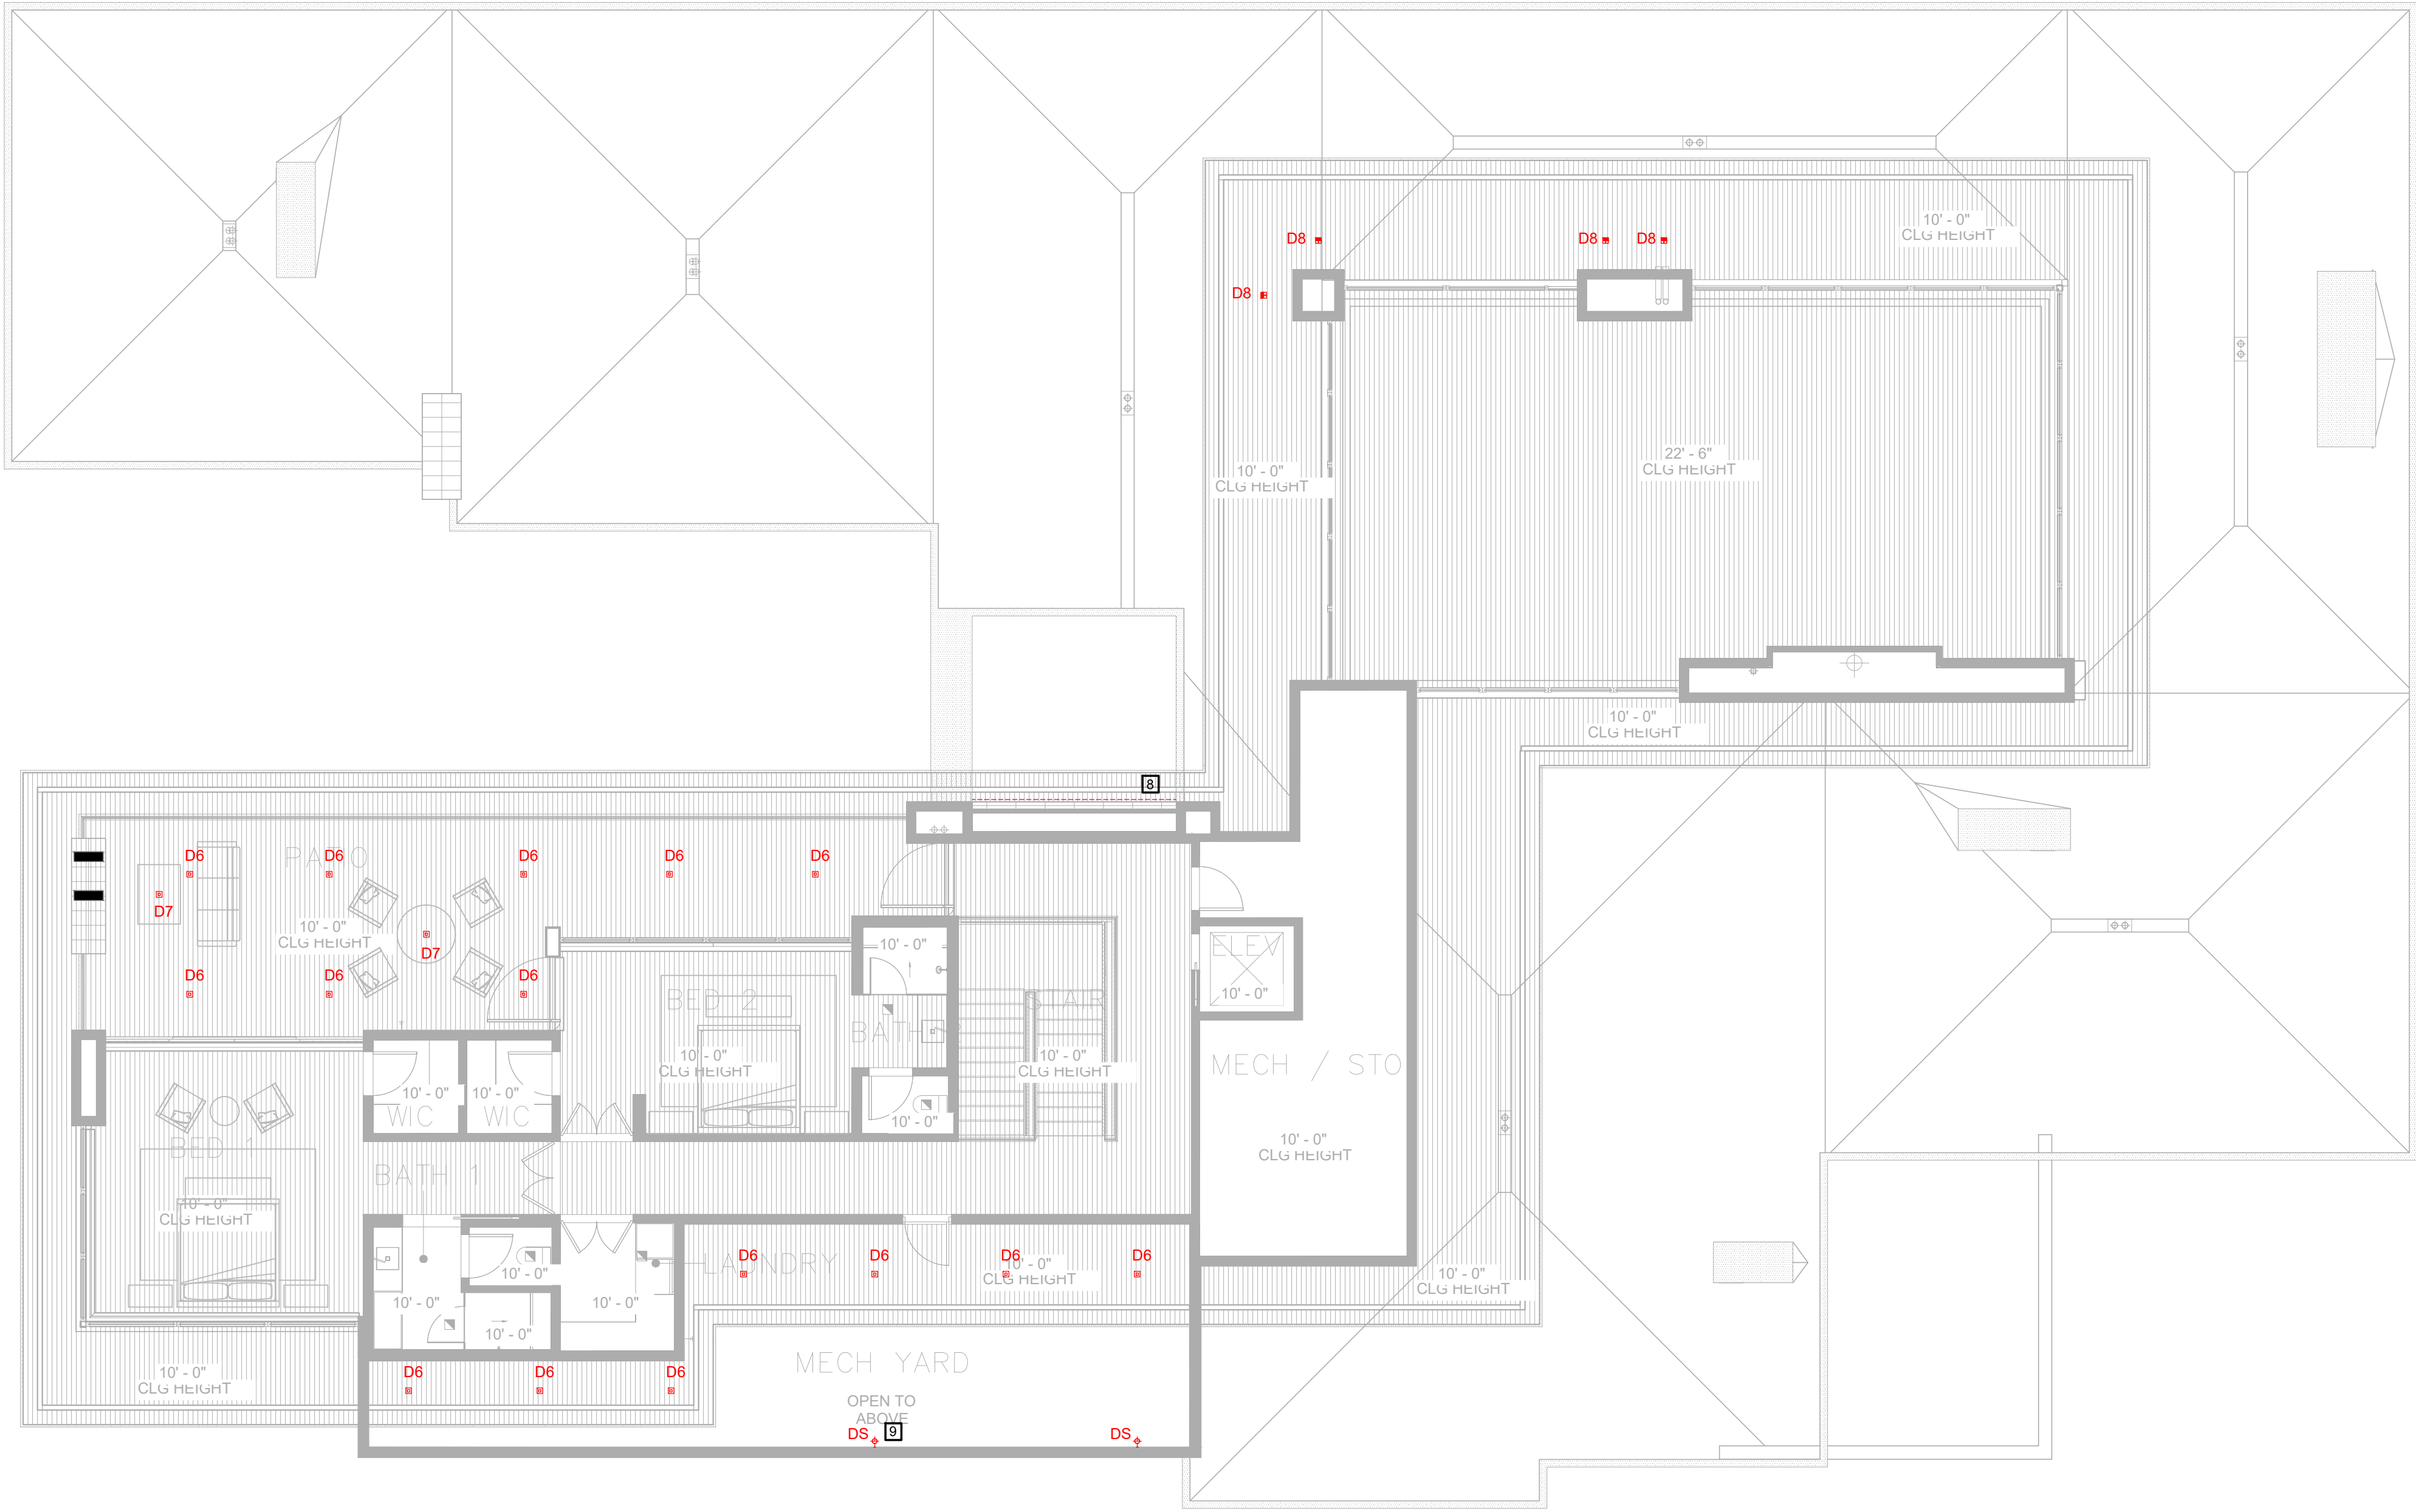 10' - 0"
CLG HEIGHT
D8
D8
D8
D8
22' - 6"
CLG HEIGHT
10' - 0"
CLG HEIGHT
10' - 0"
CLG HEIGHT
8
D6
PATIO
D6
D6
D6
D6
D7
10' - 0"
CLG HEIGHT
D7
10' - 0"
ELEV
10' - 0"
D6
D6
D6
BED 2
STAIR
BATH
10' - 0"
CLG HEIGHT
10' - 0"
CLG HEIGHT
MECH / STO
10' - 0"
WIC
10' - 0"
WIC
10' - 0"
BED 1
BATH 1
10' - 0"
CLG HEIGHT
10' - 0"
CLG HEIGHT
D6
LAUNDRY
D6
D6
D6
10' - 0"
CLG HEIGHT
10' - 0"
10' - 0"
10' - 0"
10' - 0"
10' - 0"
CLG HEIGHT
10' - 0"
CLG HEIGHT
D6
D6
D6
MECH YARD
OPEN TO
ABOVE
DS
9
DS